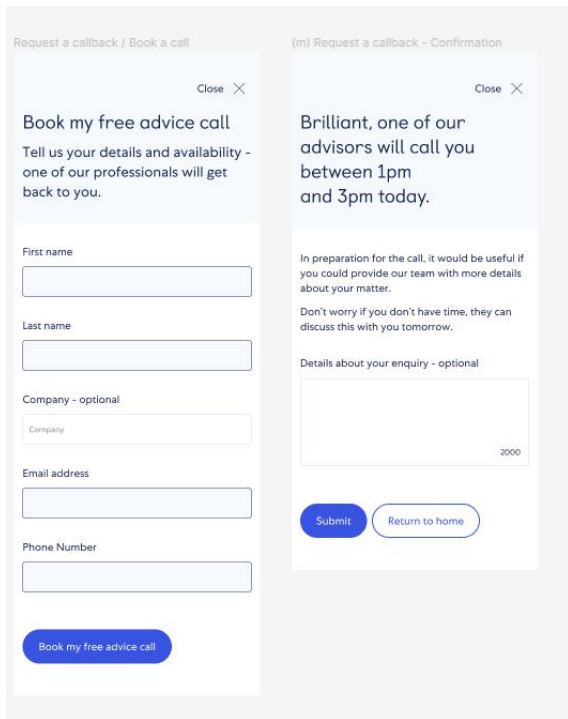 Request a callback / Book a call
Close
Book my free advice call
Tell us your details and availability -
one of our professionals will get
back to you.
First name
Last name
Company - optional
Company
Email address
Phone Number
Book my free advice call
(m) Request a callback - Confirmation
Close
Brilliant, one of our
advisors will call you
between 1pm
and 3pm today.
In preparation for the call, it would be useful if
you could provide our team with more details
about your matter.
Don't worry if you don't have time, they can
discuss this with you tomorrow.
Details about your enquiry - optional
2000
Submit
Return to home